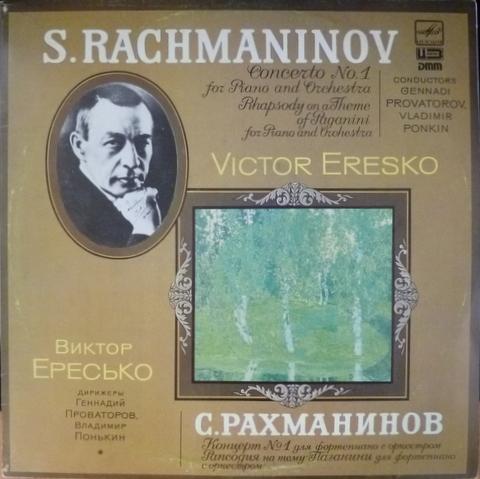 S. RACHMANINOV
Concerto No.1
for Piano and Orchestra
Rhapsody on a Theme
of Paganini
for Piano and Orchestra
CONDUCTORS
GENNADI
PROVATOROV,
VLADIMIR
PONKIN
DMM
VICTOR ERESKO
ВИКТОР
ЕРЕСЬКО
ДИРИЖЕРЫ
ГЕННАДИЙ
ПРОВАТОРОВ,
ВЛАДИМИР
ПОНЬКИН
С.РАХМАНИНОВ
Концерт №1 для фортепиано с оркестром
Рапсодия на тему Паганини для фортепиано
с оркестром